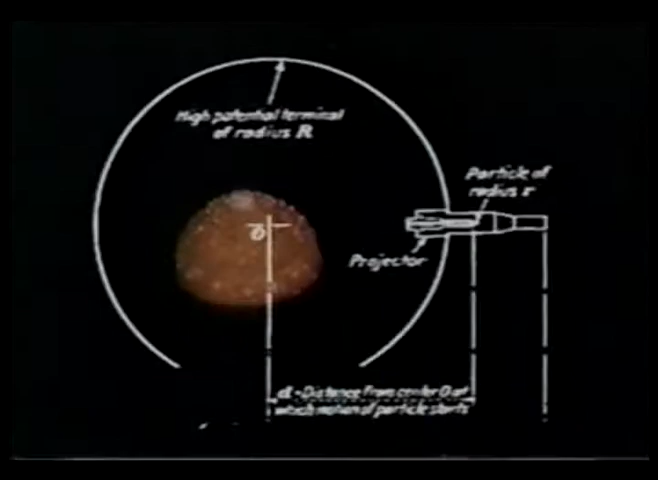 High potential terminal
of radius R
Particle of
radius r
O
Projector
d - Distance from center O at
which motion of particle starts